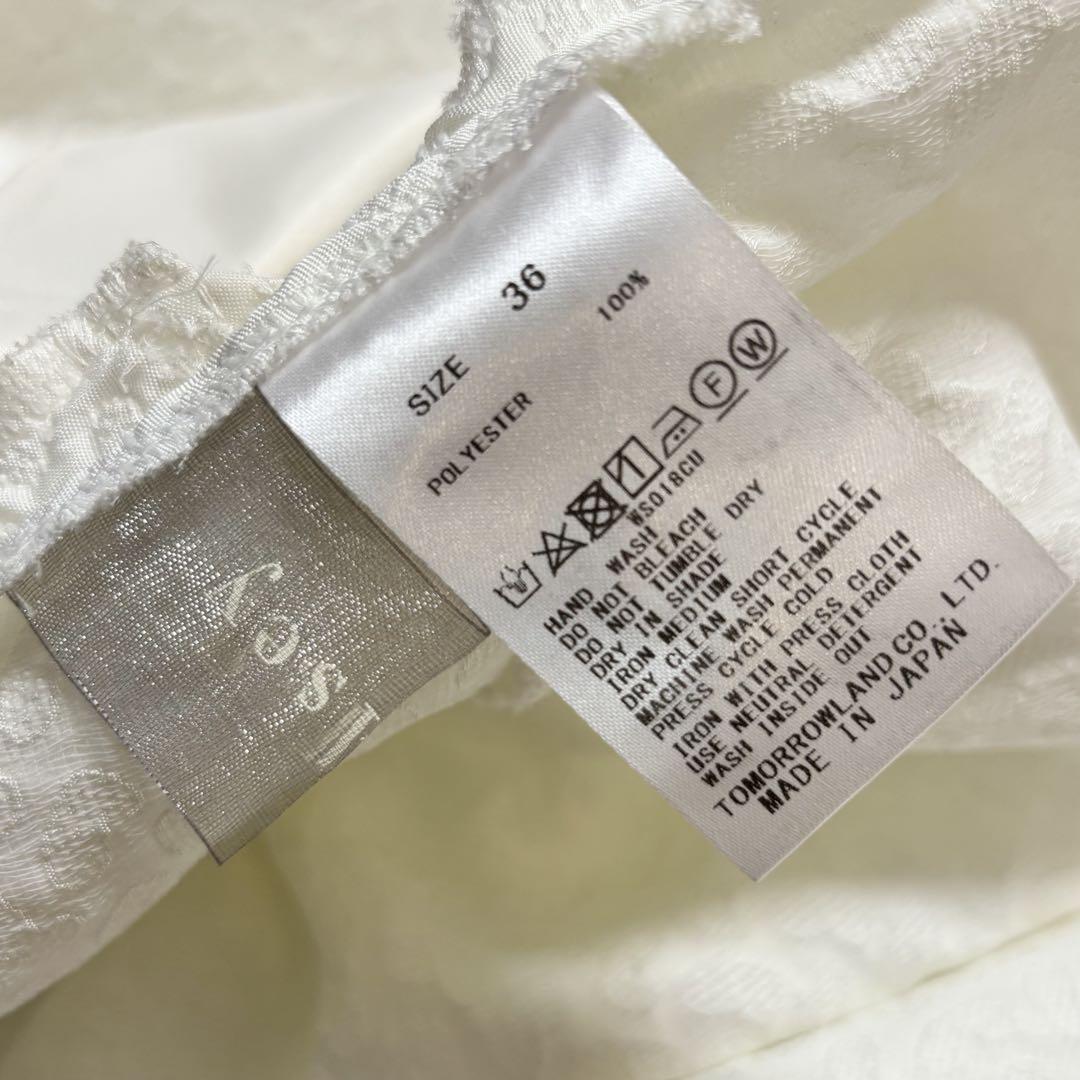 SIZE 36
POLYESTER 100%
F W
WS018CU
HAND WASH
DO NOT BLEACH
DO NOT TUMBLE DRY
DRY IN SHADE
IRON MEDIUM
DRY CLEAN SHORT CYCLE
MACHINE WASH PERMANENT
PRESS CYCLE COLD
IRON WITH PRESS CLOTH
USE NEUTRAL DETERGENT
WASH INSIDE OUT
TOMORROWLAND CO., LTD.
MADE IN JAPAN